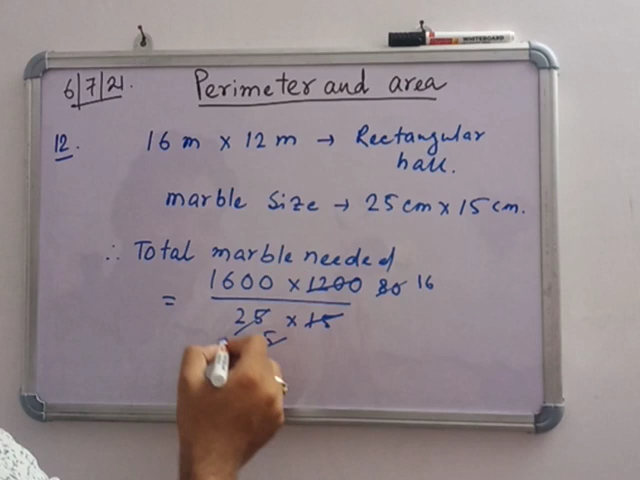 WHITEBOARD
6/7/21.
Perimeter and area
12. 16 m x 12 m → Rectangular
hall.
marble size → 25 cm x 15 cm.
∴ Total marble needed
= 1600 x 1200 80 16
25 x 15
5